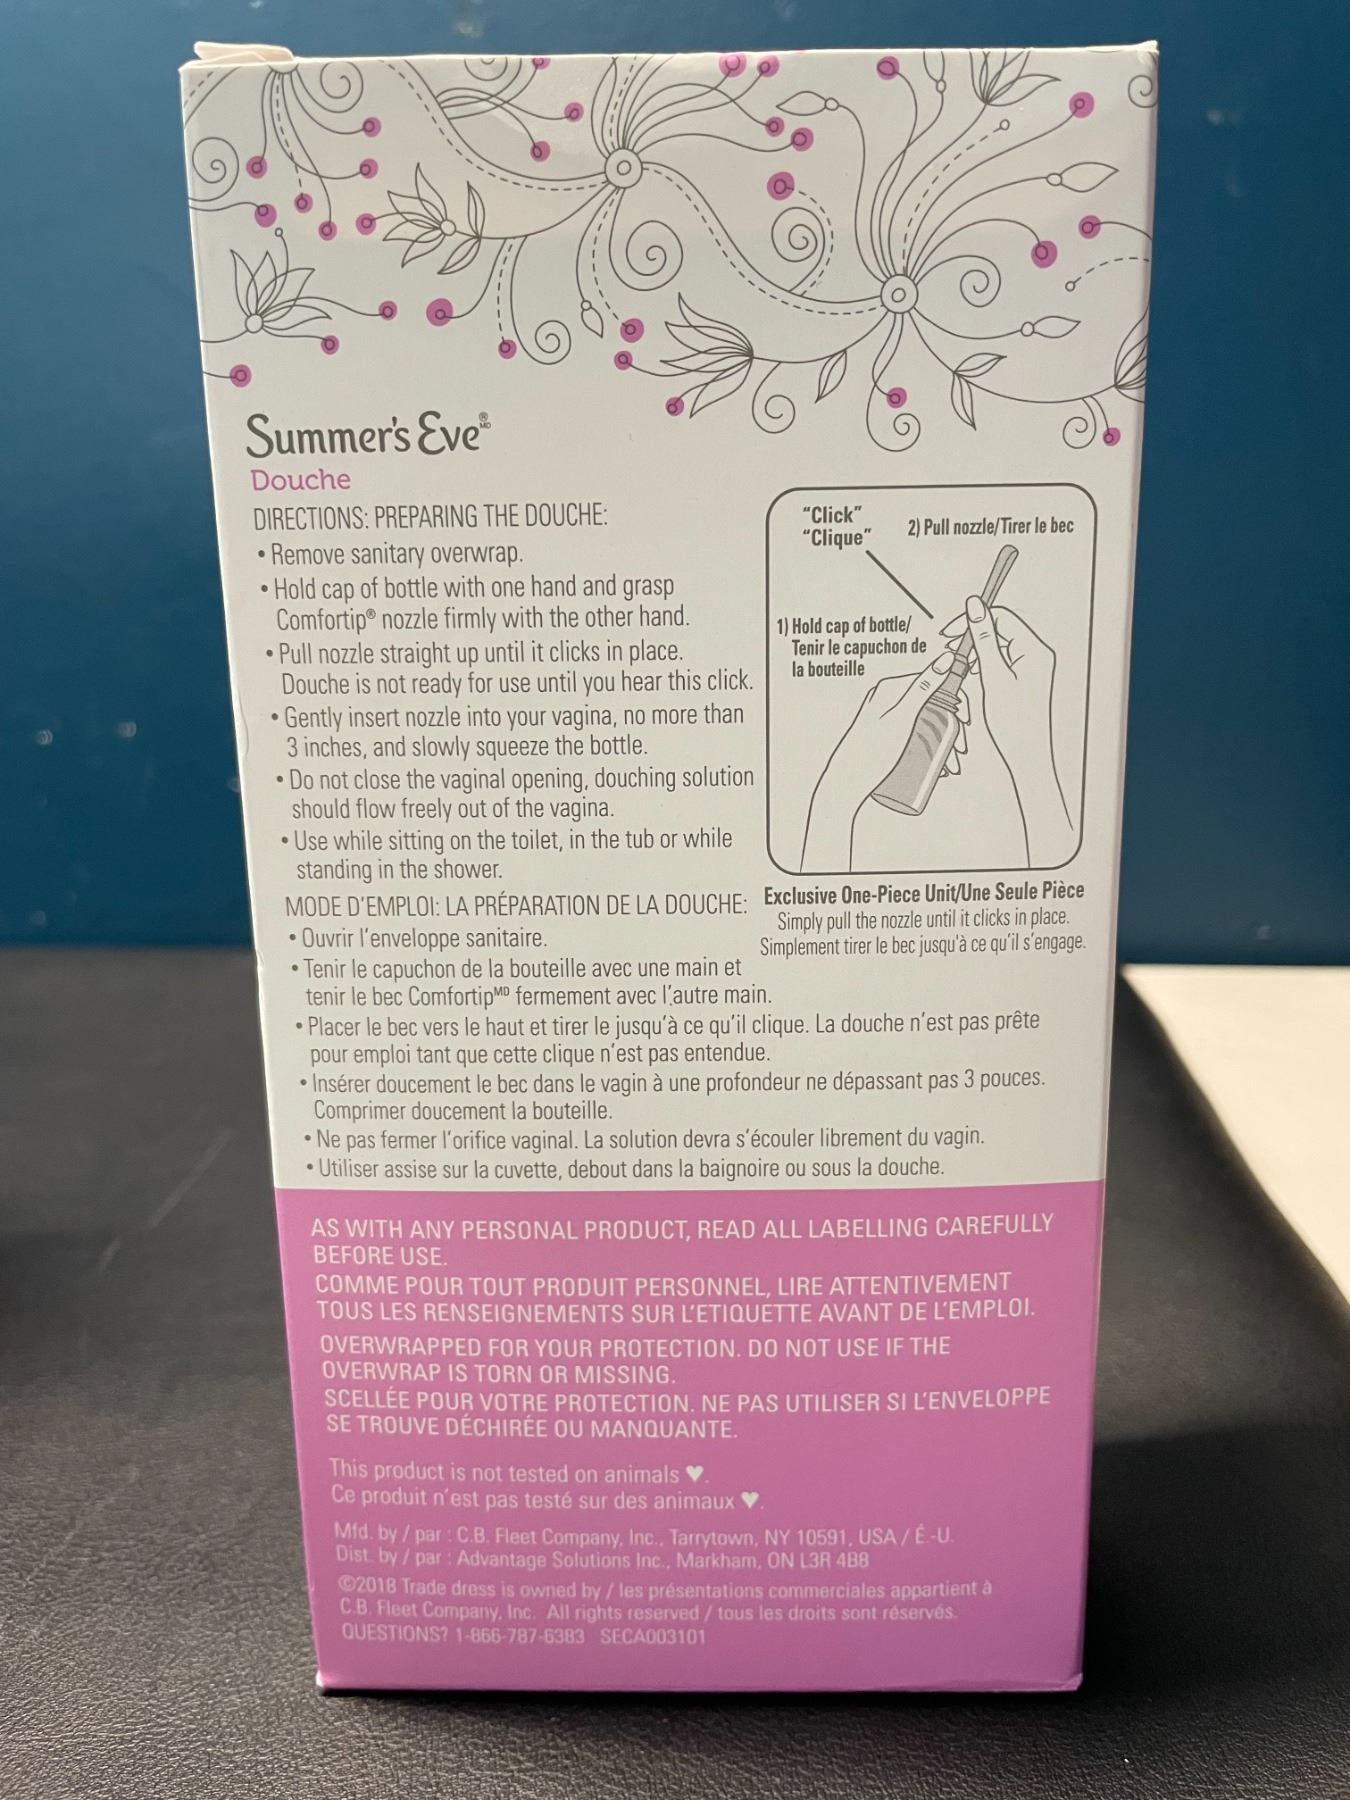 Summer's Eve® MD
Douche
DIRECTIONS: PREPARING THE DOUCHE:
• Remove sanitary overwrap.
• Hold cap of bottle with one hand and grasp
Comfortip® nozzle firmly with the other hand.
• Pull nozzle straight up until it clicks in place.
Douche is not ready for use until you hear this click.
• Gently insert nozzle into your vagina, no more than
3 inches, and slowly squeeze the bottle.
• Do not close the vaginal opening, douching solution
should flow freely out of the vagina.
• Use while sitting on the toilet, in the tub or while
standing in the shower.
"Click"
"Clique"
2) Pull nozzle/Tirer le bec
1) Hold cap of bottle/
Tenir le capuchon de
la bouteille
Exclusive One-Piece Unit/Une Seule Pièce
Simply pull the nozzle until it clicks in place.
Simplement tirer le bec jusqu'à ce qu'il s'engage.
MODE D'EMPLOI: LA PRÉPARATION DE LA DOUCHE:
• Ouvrir l'enveloppe sanitaire.
• Tenir le capuchon de la bouteille avec une main et
tenir le bec Comfortip MD fermement avec l'autre main.
• Placer le bec vers le haut et tirer le jusqu'à ce qu'il clique. La douche n'est pas prête
pour emploi tant que cette clique n'est pas entendue.
• Insérer doucement le bec dans le vagin à une profondeur ne dépassant pas 3 pouces.
Comprimer doucement la bouteille.
• Ne pas fermer l'orifice vaginal. La solution devra s'écouler librement du vagin.
• Utiliser assise sur la cuvette, debout dans la baignoire ou sous la douche.
AS WITH ANY PERSONAL PRODUCT, READ ALL LABELLING CAREFULLY
BEFORE USE.
COMME POUR TOUT PRODUIT PERSONNEL, LIRE ATTENTIVEMENT
TOUS LES RENSEIGNEMENTS SUR L'ETIQUETTE AVANT DE L'EMPLOI.
OVERWRAPPED FOR YOUR PROTECTION. DO NOT USE IF THE
OVERWRAP IS TORN OR MISSING.
SCELLÉE POUR VOTRE PROTECTION. NE PAS UTILISER SI L'ENVELOPPE
SE TROUVE DÉCHIRÉE OU MANQUANTE.
This product is not tested on animals ♥.
Ce produit n'est pas testé sur des animaux ♥.
Mfd. by / par : C.B. Fleet Company, Inc., Tarrytown, NY 10591, USA / É.-U.
Dist. by / par : Advantage Solutions Inc., Markham, ON L3R 4B8
©2018 Trade dress is owned by / les présentations commerciales appartient à
C.B. Fleet Company, Inc. All rights reserved / tous les droits sont réservés.
QUESTIONS? 1-866-787-6383 SECA003101